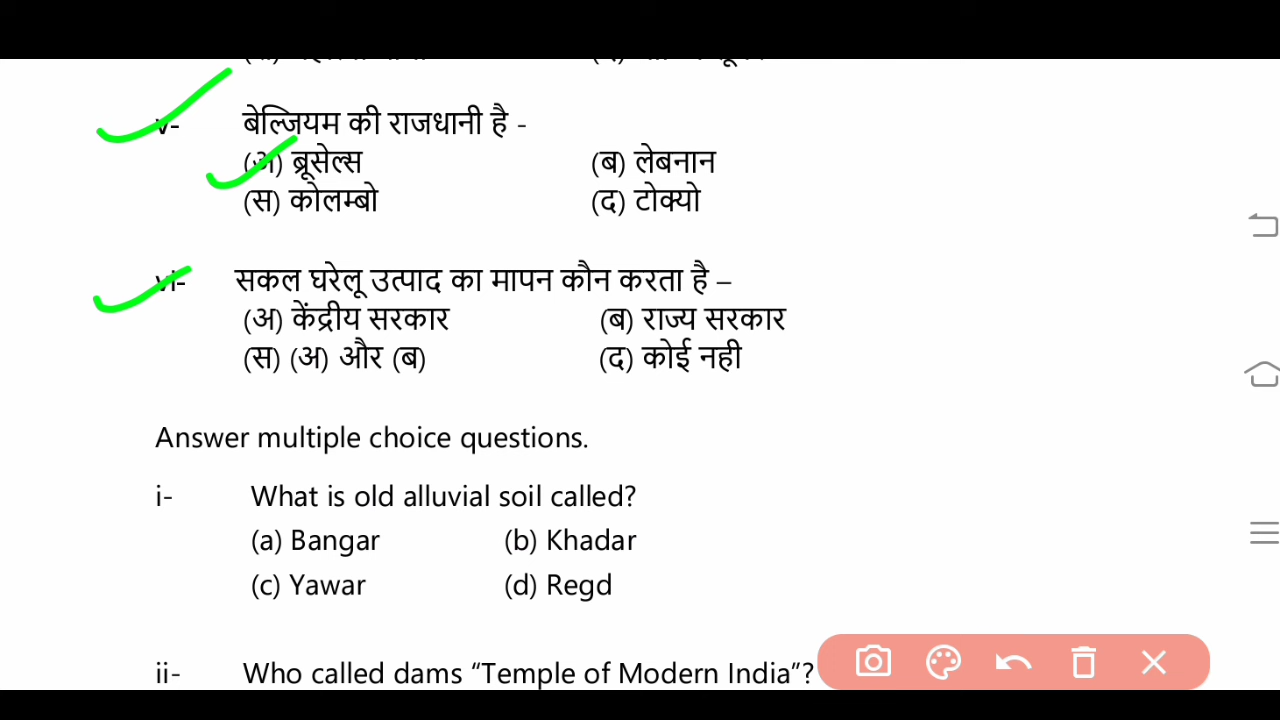 v- बेल्जियम की राजधानी है -
(अ) ब्रूसेल्स (ब) लेबनान
(स) कोलम्बो (द) टोक्यो
vi- सकल घरेलू उत्पाद का मापन कौन करता है –
(अ) केंद्रीय सरकार (ब) राज्य सरकार
(स) (अ) और (ब) (द) कोई नही
Answer multiple choice questions.
i- What is old alluvial soil called?
(a) Bangar (b) Khadar
(c) Yawar (d) Regd
ii- Who called dams “Temple of Modern India”?